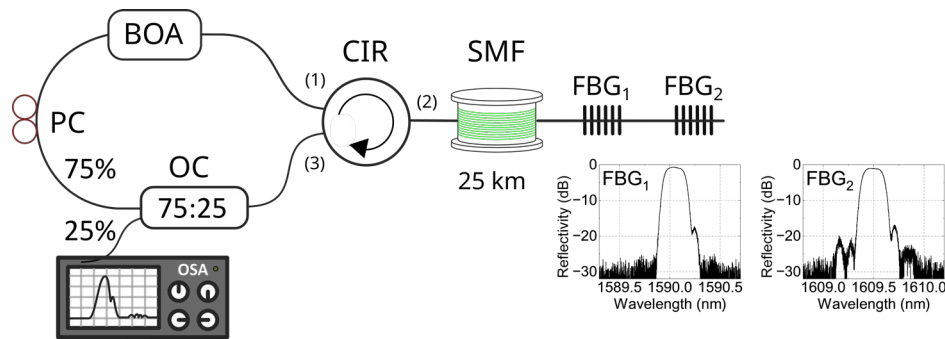 BOA
CIR
SMF
FBG1
FBG2
(1)
(2)
(3)
PC
75%
OC
75:25
25%
25 km
OSA
FBG1
0
−10
−20
−30
Reflectivity (dB)
1589.5 1590.0 1590.5
Wavelength (nm)
FBG2
0
−10
−20
−30
Reflectivity (dB)
1609.0 1609.5 1610.0
Wavelength (nm)